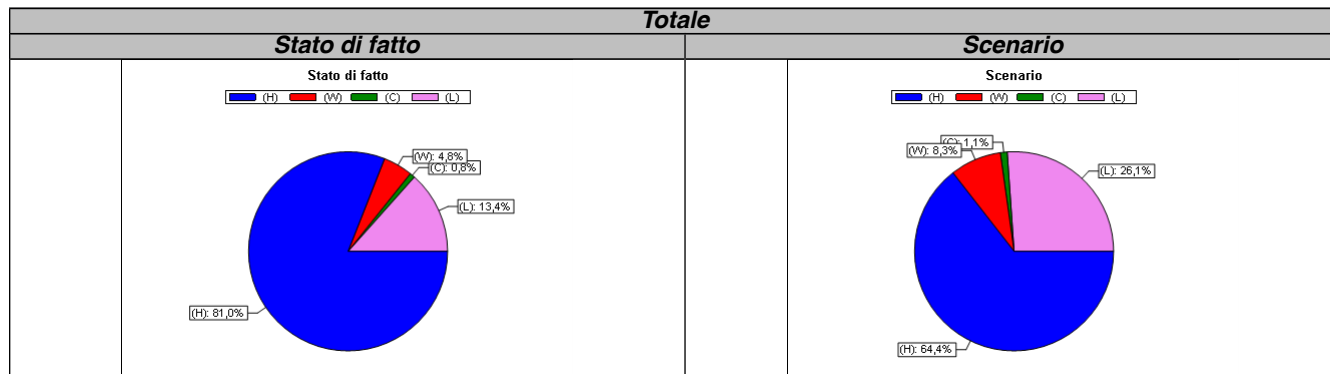 Totale
Stato di fatto
Scenario
Stato di fatto
(H) (W) (C) (L)
(W): 4,8%
(C): 0,8%
(L): 13,4%
(H): 81,0%
Scenario
(H) (W) (C) (L)
(C): 1,1%
(W): 8,3%
(L): 26,1%
(H): 64,4%